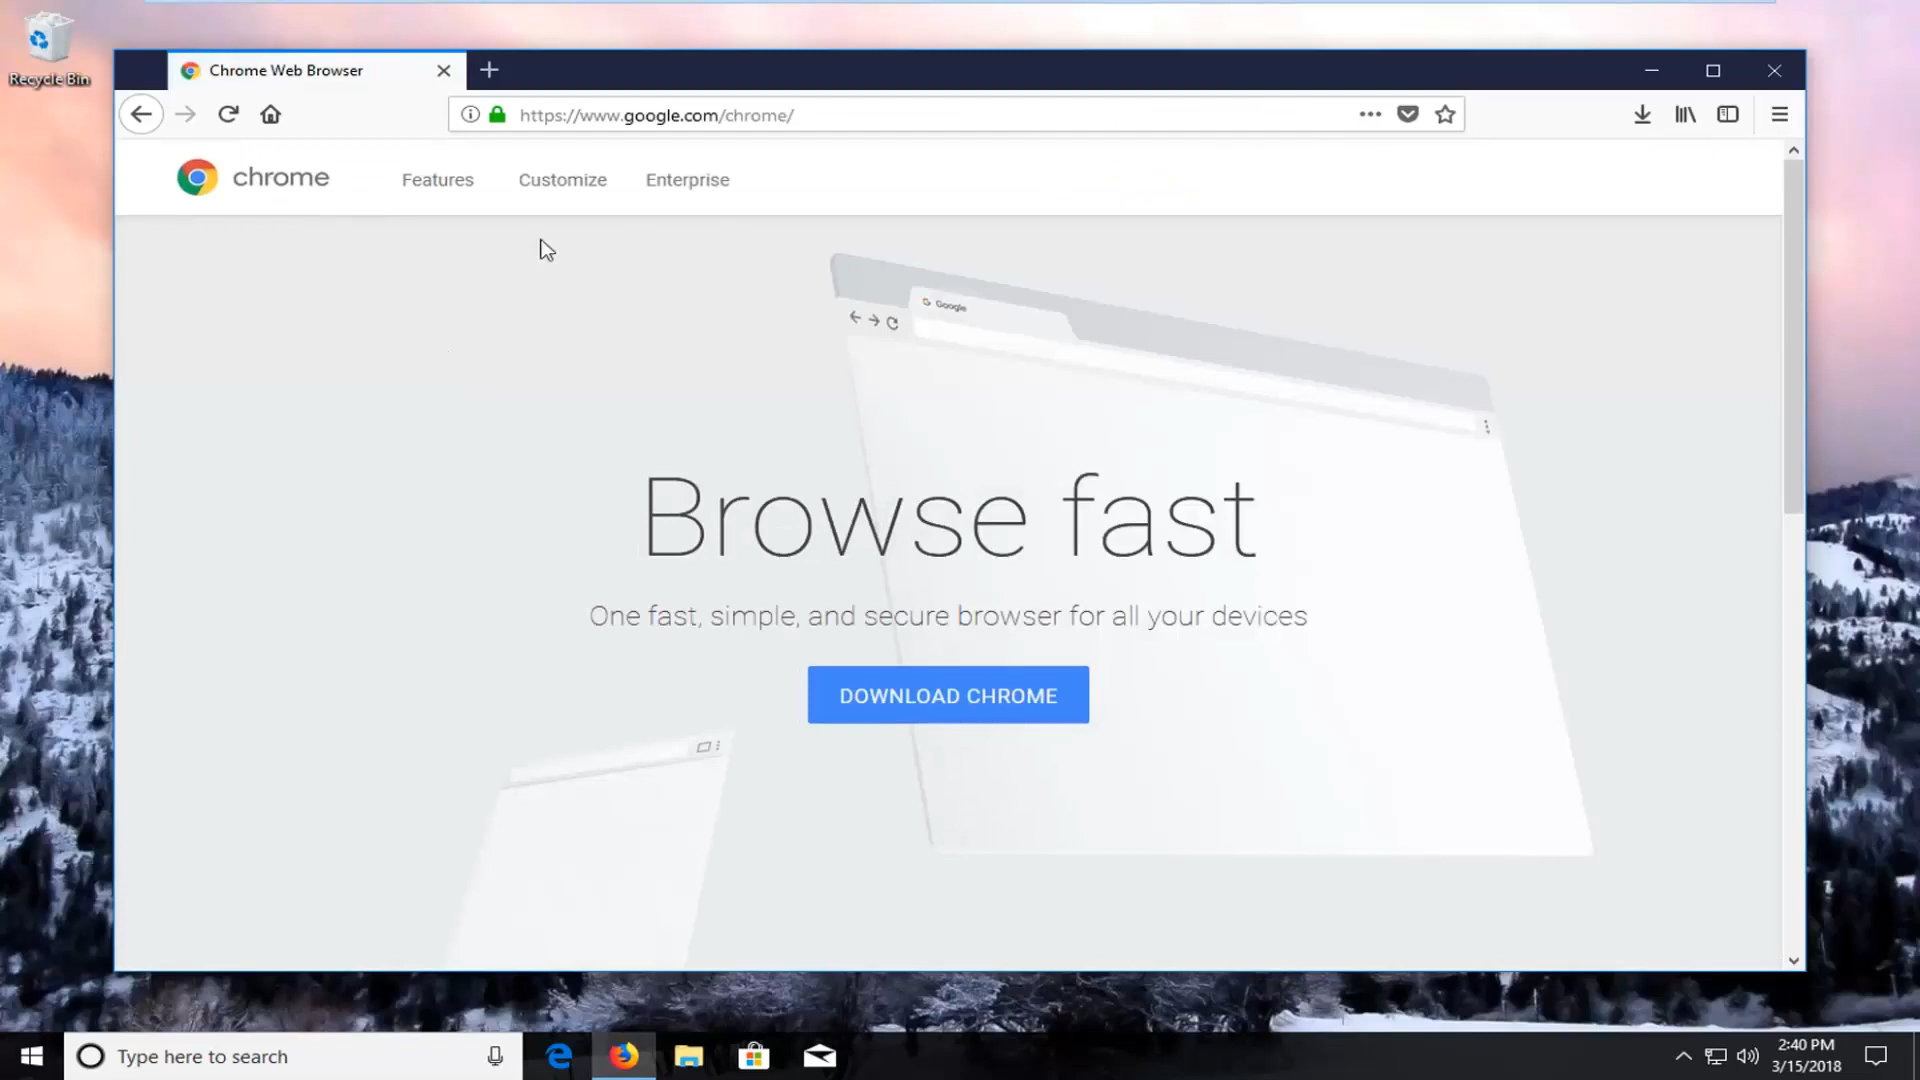 Recycle Bin
Chrome Web Browser
https://www.google.com/chrome/
chrome
Features
Customize
Enterprise
Google
Browse fast
One fast, simple, and secure browser for all your devices
DOWNLOAD CHROME
Type here to search
2:40 PM
3/15/2018